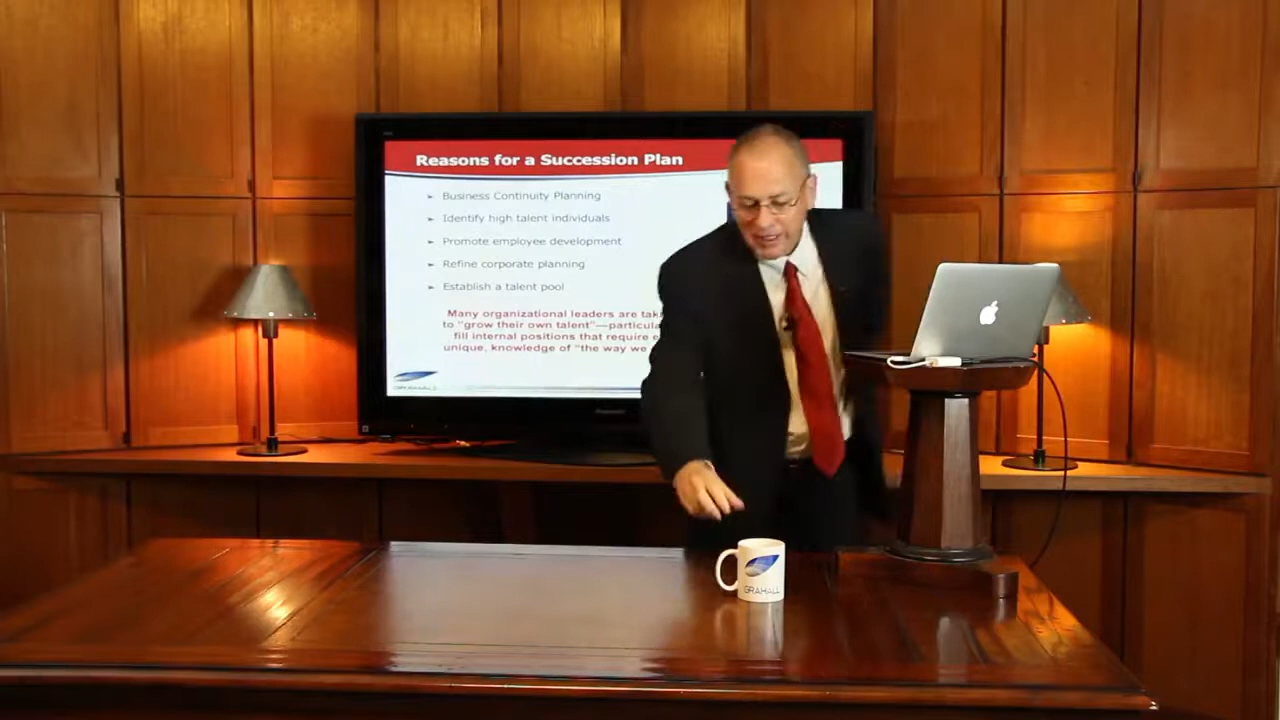 Reasons for a Succession Plan
Business Continuity Planning
Identify high talent individuals
Promote employee development
Refine corporate planning
Establish a talent pool
Many organizational leaders are
to "grow their own talent"—
fill internal positions that require
unique, knowledge of "the way we
GRAHALL